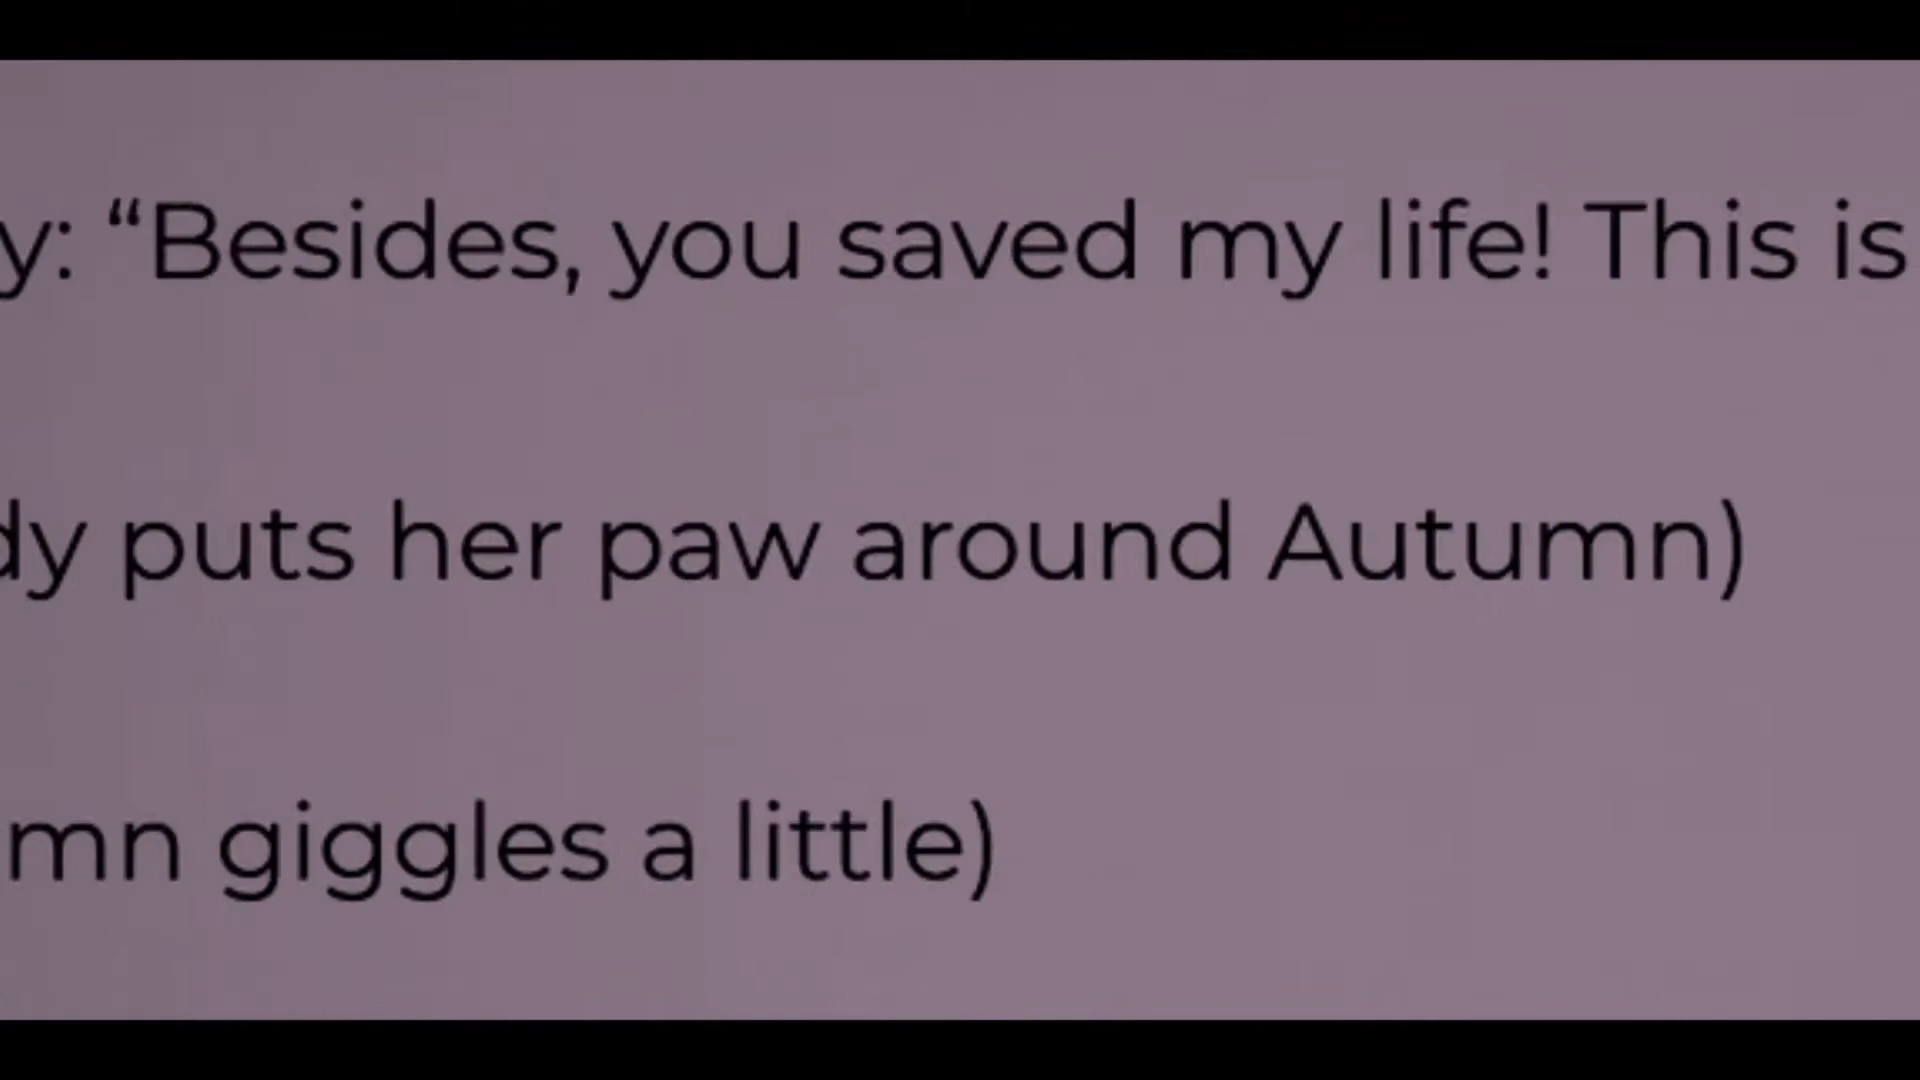 y: “Besides, you saved my life! This is
dy puts her paw around Autumn)
mn giggles a little)